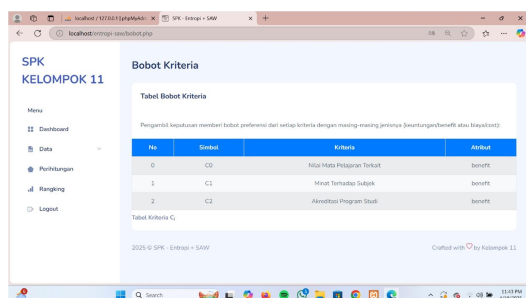 localhost / 127.0.0.1 | phpMyAdm
SPK - Entropi + SAW
localhost/entropi-saw/bobot.php
SPK
KELOMPOK 11
Menu
Dashboard
Data
Perhitungan
Rangking
Logout
Bobot Kriteria
Tabel Bobot Kriteria
Pengambil keputusan memberi bobot preferensi dari setiap kriteria dengan masing-masing jenisnya (keuntungan/benefit atau biaya/cost):
No Simbol Kriteria Atribut
0 C0 Nilai Mata Pelajaran Terkait benefit
1 C1 Minat Terhadap Subjek benefit
2 C2 Akreditasi Program Studi benefit
Tabel Kriteria Cj
2025 © SPK - Entropi + SAW
Crafted with by Kelompok 11
Search
11:43 PM